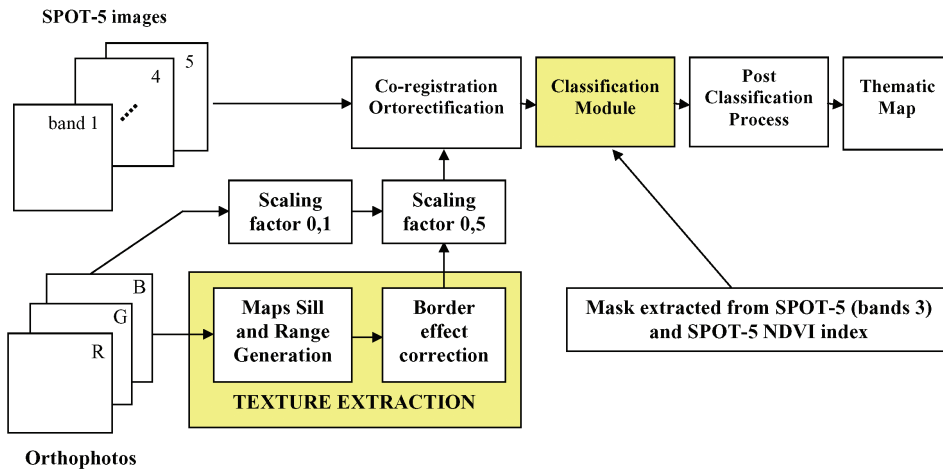 SPOT-5 images
5
4
band 1
Co-registration
Ortorectification
Classification
Module
Post
Classification
Process
Thematic
Map
Scaling
factor 0,1
Scaling
factor 0,5
B
G
R
Maps Sill
and Range
Generation
Border
effect
correction
TEXTURE EXTRACTION
Mask extracted from SPOT-5 (bands 3)
and SPOT-5 NDVI index
Orthophotos